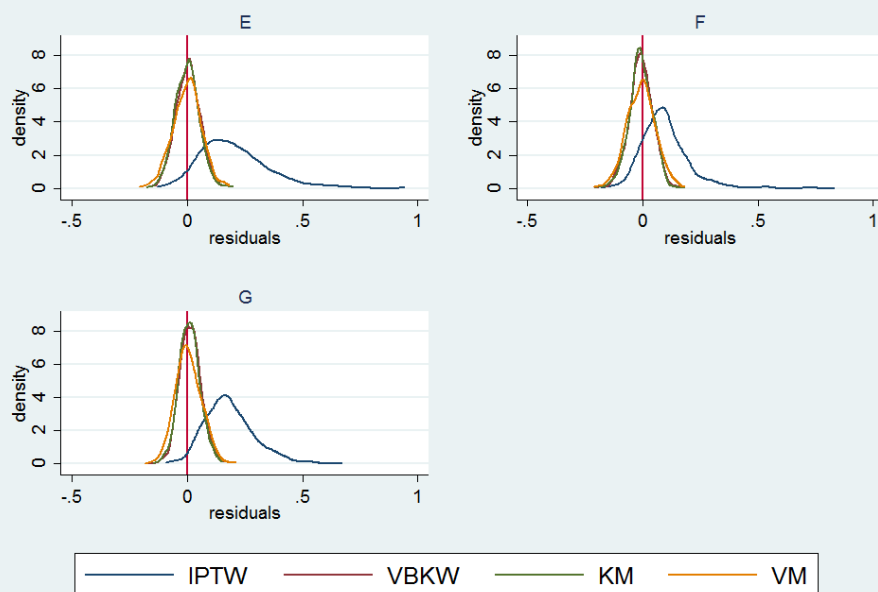 E
density
0 2 4 6 8
-.5 0 .5 1
residuals
F
density
0 2 4 6 8
-.5 0 .5 1
residuals
G
density
0 2 4 6 8
-.5 0 .5 1
residuals
IPTW VBKW KM VM